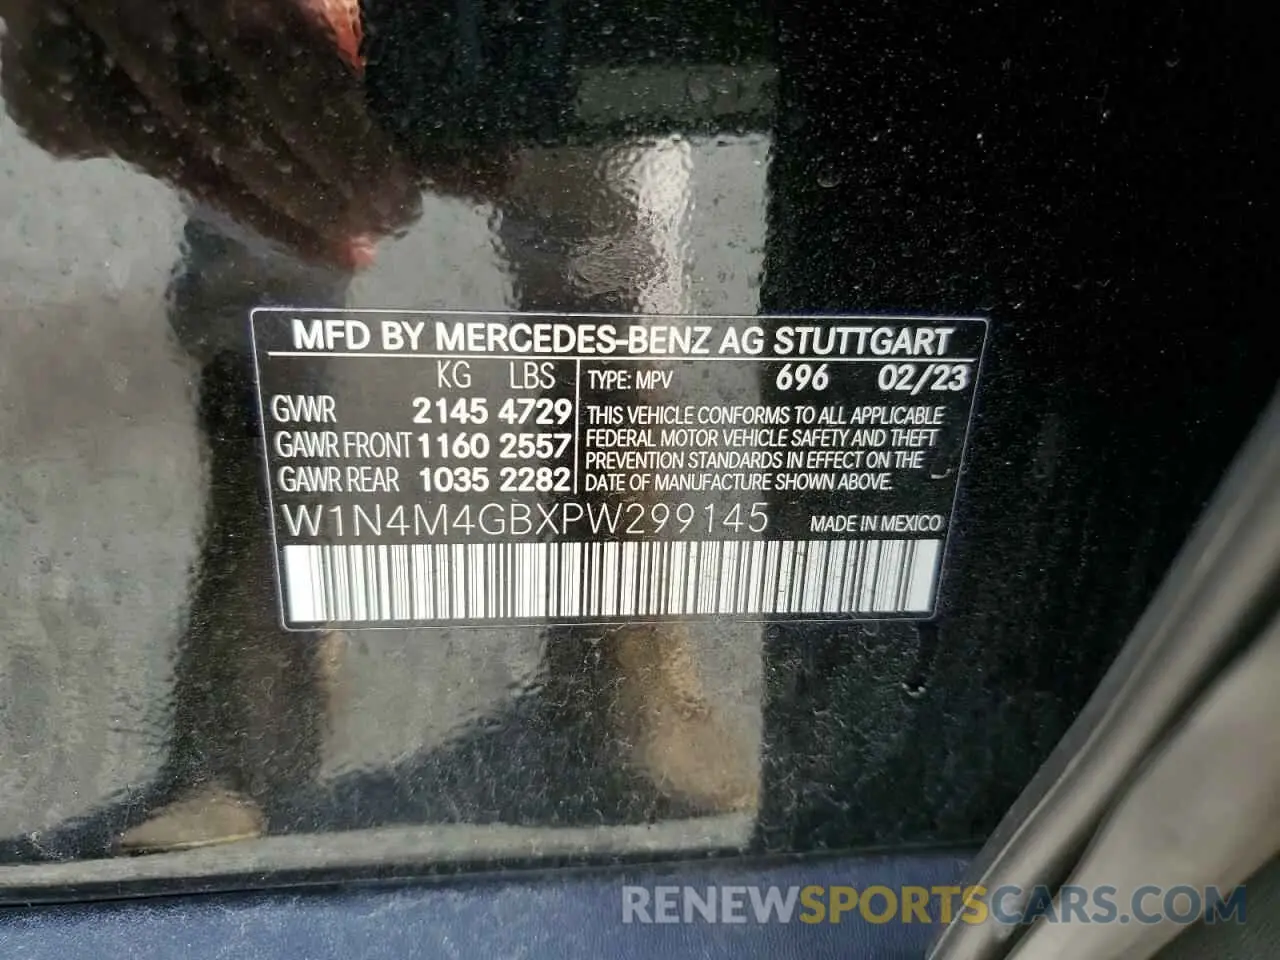 MFD BY MERCEDES-BENZ AG STUTTGART
KG LBS
GVWR 2145 4729
GAWR FRONT 1160 2557
GAWR REAR 1035 2282
TYPE: MPV 696 02/23
THIS VEHICLE CONFORMS TO ALL APPLICABLE
FEDERAL MOTOR VEHICLE SAFETY AND THEFT
PREVENTION STANDARDS IN EFFECT ON THE
DATE OF MANUFACTURE SHOWN ABOVE.
W1N4M4GBXPW299145 MADE IN MEXICO
RENEWSPORTSCARS.COM